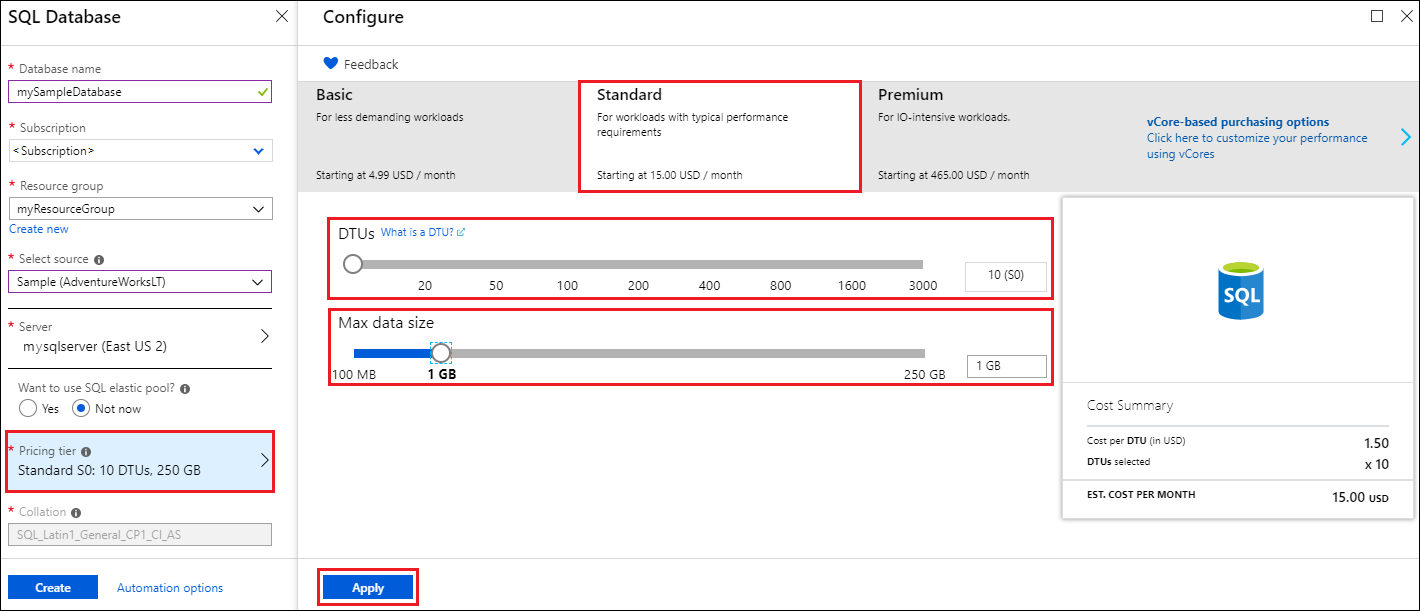 SQL Database
* Database name
mySampleDatabase
* Subscription
<Subscription>
* Resource group
myResourceGroup
Create new
* Select source
Sample (AdventureWorksLT)
* Server
mysqlserver (East US 2)
Want to use SQL elastic pool?
Yes Not now
* Pricing tier
Standard S0: 10 DTUs, 250 GB
* Collation
SQL_Latin1_General_CP1_CI_AS
Create Automation options
Configure
Feedback
Basic
For less demanding workloads
Starting at 4.99 USD / month
Standard
For workloads with typical performance
requirements
Starting at 15.00 USD / month
Premium
For IO-intensive workloads.
Starting at 465.00 USD / month
vCore-based purchasing options
Click here to customize your performance
using vCores
DTUs What is a DTU?
20 50 100 200 400 800 1600 3000
10 (S0)
Max data size
100 MB 1 GB 250 GB
1 GB
SQL
Cost Summary
Cost per DTU (in USD) 1.50
DTUs selected x 10
EST. COST PER MONTH 15.00 USD
Apply